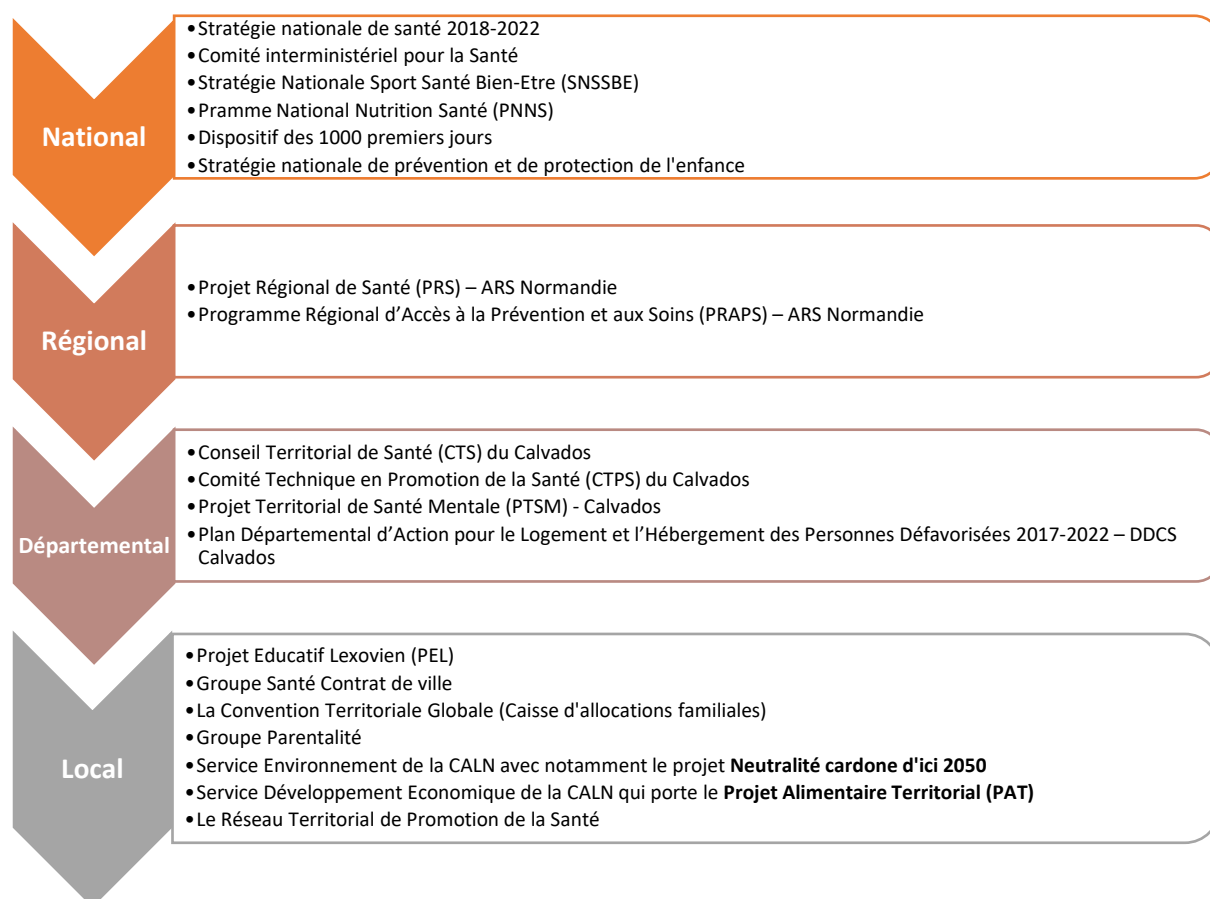 National
•Stratégie nationale de santé 2018-2022
•Comité interministériel pour la Santé
•Stratégie Nationale Sport Santé Bien-Etre (SNSSBE)
•Pramme National Nutrition Santé (PNNS)
•Dispositif des 1000 premiers jours
•Stratégie nationale de prévention et de protection de l'enfance
Régional
•Projet Régional de Santé (PRS) – ARS Normandie
•Programme Régional d’Accès à la Prévention et aux Soins (PRAPS) – ARS Normandie
Départemental
•Conseil Territorial de Santé (CTS) du Calvados
•Comité Technique en Promotion de la Santé (CTPS) du Calvados
•Projet Territorial de Santé Mentale (PTSM) - Calvados
•Plan Départemental d’Action pour le Logement et l’Hébergement des Personnes Défavorisées 2017-2022 – DDCS
Calvados
Local
•Projet Educatif Lexovien (PEL)
•Groupe Santé Contrat de ville
•La Convention Territoriale Globale (Caisse d'allocations familiales)
•Groupe Parentalité
•Service Environnement de la CALN avec notamment le projet Neutralité cardone d'ici 2050
•Service Développement Economique de la CALN qui porte le Projet Alimentaire Territorial (PAT)
•Le Réseau Territorial de Promotion de la Santé